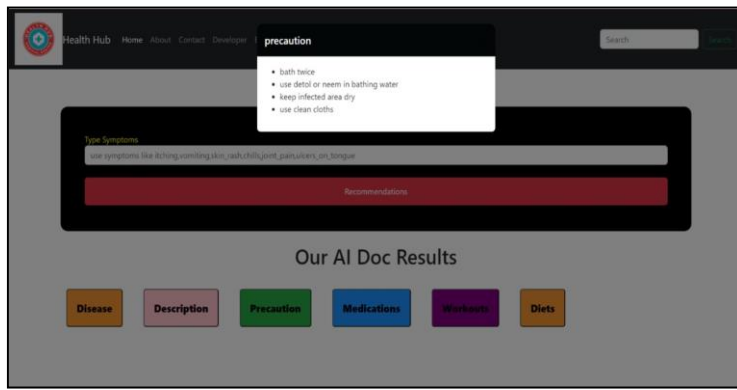 Health Hub Home About Contact Developer
Search
precaution
bath twice
use detol or neem in bathing water
keep infected area dry
use clean cloths
Type Symptoms
use symptoms like itching,vomiting,skin_rash,chills,joint_pain,ulcers_on_tongue
Recommendations
Our AI Doc Results
Disease Description Precaution Medications Workouts Diets